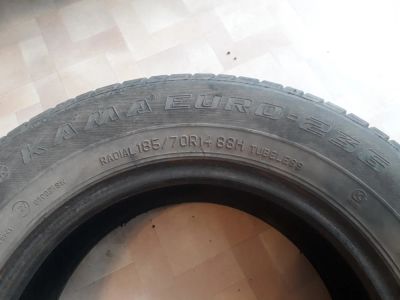 KAMA EURO-236
RADIAL 185/70R14 88H TUBELESS